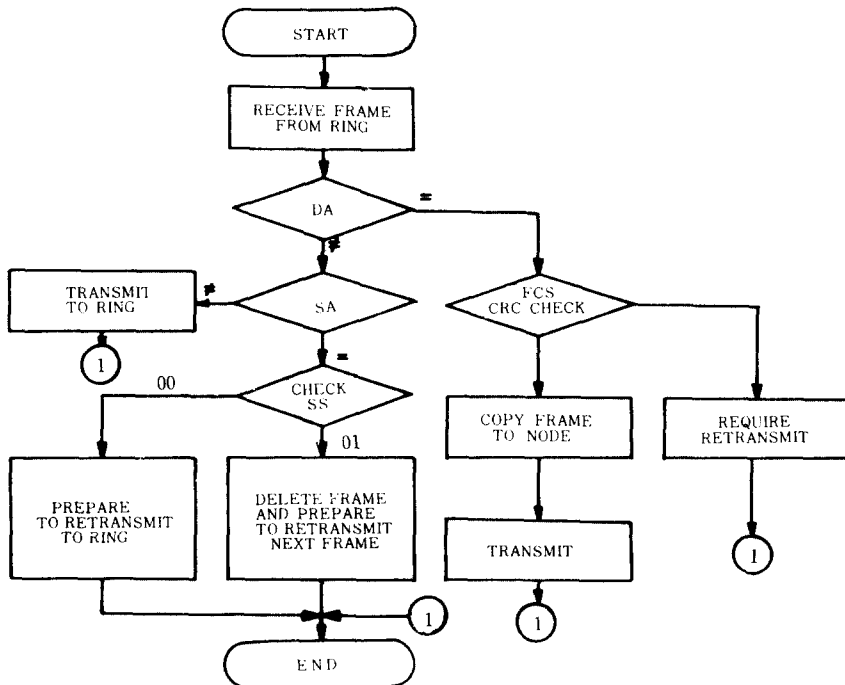 START
RECEIVE FRAME
FROM RING
DA
=
≠
TRANSMIT
TO RING
≠
SA
FCS
CRC CHECK
1
=
00
CHECK
SS
01
COPY FRAME
TO NODE
REQUIRE
RETRANSMIT
PREPARE
TO RETRANSMIT
TO RING
DELETE FRAME
AND PREPARE
TO RETRANSMIT
NEXT FRAME
TRANSMIT
1
1
1
END